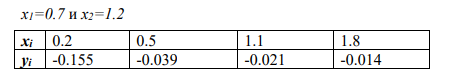 x1=0.7 и x2=1.2
xi 0.2 0.5 1.1 1.8
yi -0.155 -0.039 -0.021 -0.014